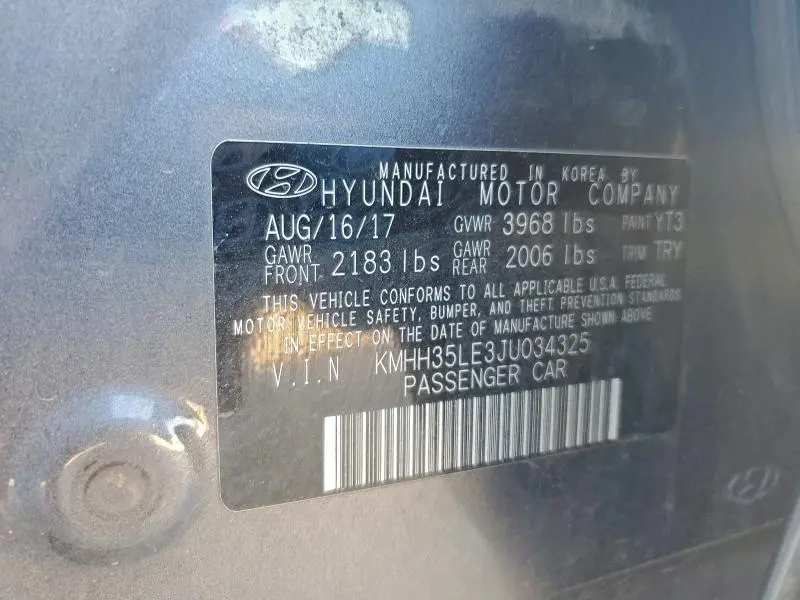 MANUFACTURED IN KOREA BY
HYUNDAI MOTOR COMPANY
AUG/16/17 GVWR 3968 lbs PAINT YT3
GAWR FRONT 2183 lbs GAWR REAR 2006 lbs TRIM TRY
THIS VEHICLE CONFORMS TO ALL APPLICABLE U.S.A. FEDERAL
MOTOR VEHICLE SAFETY, BUMPER, AND THEFT PREVENTION STANDARDS
IN EFFECT ON THE DATE OF MANUFACTURE SHOWN ABOVE
V.I.N KMHH35LE3JU034325
PASSENGER CAR